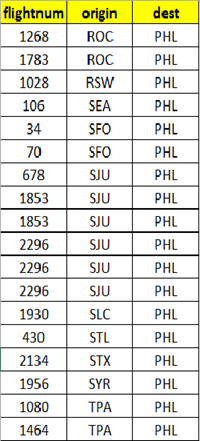 flightnum origin dest
1268 ROC PHL
1783 ROC PHL
1028 RSW PHL
106 SEA PHL
34 SFO PHL
70 SFO PHL
678 SJU PHL
1853 SJU PHL
1853 SJU PHL
2296 SJU PHL
2296 SJU PHL
2296 SJU PHL
1930 SLC PHL
430 STL PHL
2134 STX PHL
1956 SYR PHL
1080 TPA PHL
1464 TPA PHL